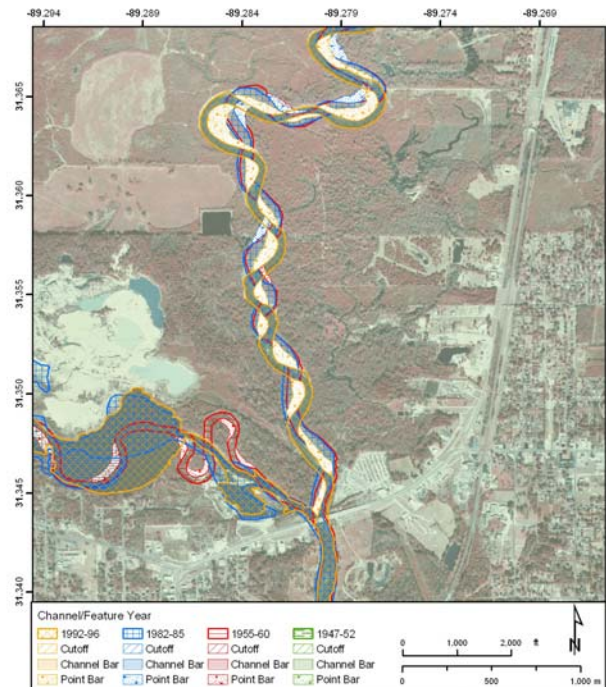 -89.294 -89.289 -89.284 -89.279 -89.274 -89.269
31.365
31.360
31.355
31.350
31.345
31.340
Channel/Feature Year
1992-96 1982-85 1955-60 1947-52
Cutoff Cutoff Cutoff Cutoff
Channel Bar Channel Bar Channel Bar Channel Bar
Point Bar Point Bar Point Bar Point Bar
0 1,000 2,000 ft
0 500 1,000 m
N